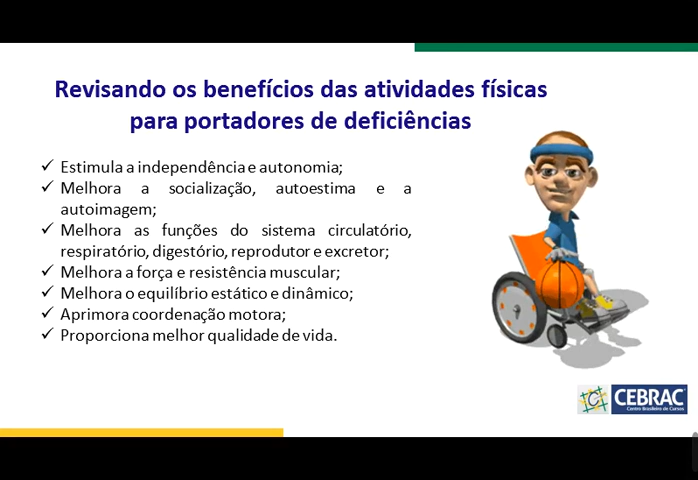 Revisando os benefícios das atividades físicas
para portadores de deficiências
Estimula a independência e autonomia;
Melhora a socialização, autoestima e a
autoimagem;
Melhora as funções do sistema circulatório,
respiratório, digestório, reprodutor e excretor;
Melhora a força e resistência muscular;
Melhora o equilíbrio estático e dinâmico;
Aprimora coordenação motora;
Proporciona melhor qualidade de vida.
CEBRAC
Centro Brasileiro de Cursos